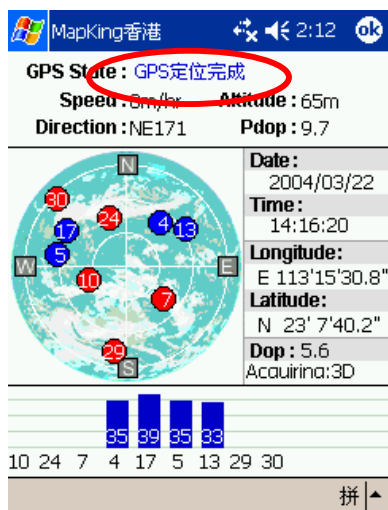 MapKing香港 2:12 ok
GPS State : GPS定位完成
Speed : 0m/hr Altitude : 65m
Direction : NE171 Pdop : 9.7
N
30
24
17
4
13
5
W
E
10
7
29
S
Date :
2004/03/22
Time :
14:16:20
Longitude:
E 113'15'30.8"
Latitude:
N 23' 7'40.2"
Dop : 5.6
Acquiring:3D
35 39 35 33
10 24 7 4 17 5 13 29 30
拼